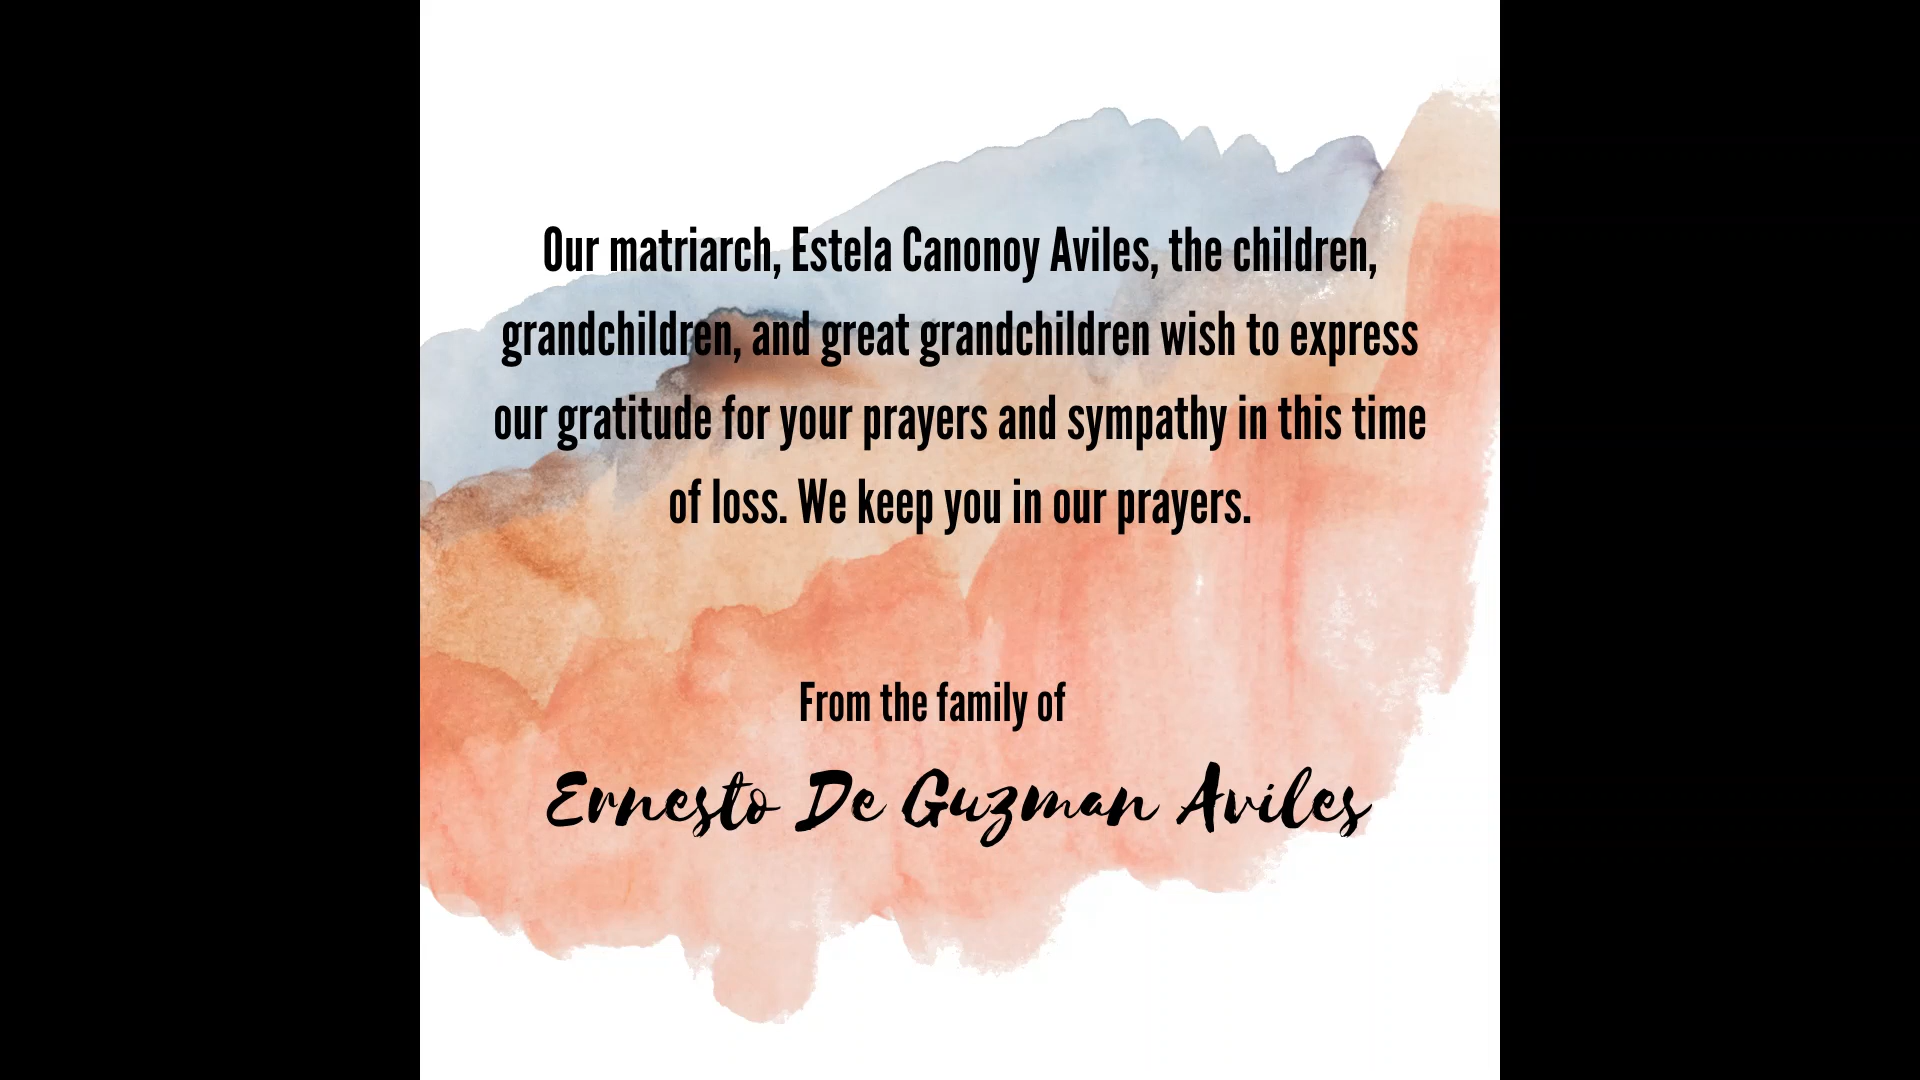 Our matriarch, Estela Canonoy Aviles, the children,
grandchildren, and great grandchildren wish to express
our gratitude for your prayers and sympathy in this time
of loss. We keep you in our prayers.
From the family of
Ernesto De Guzman Aviles